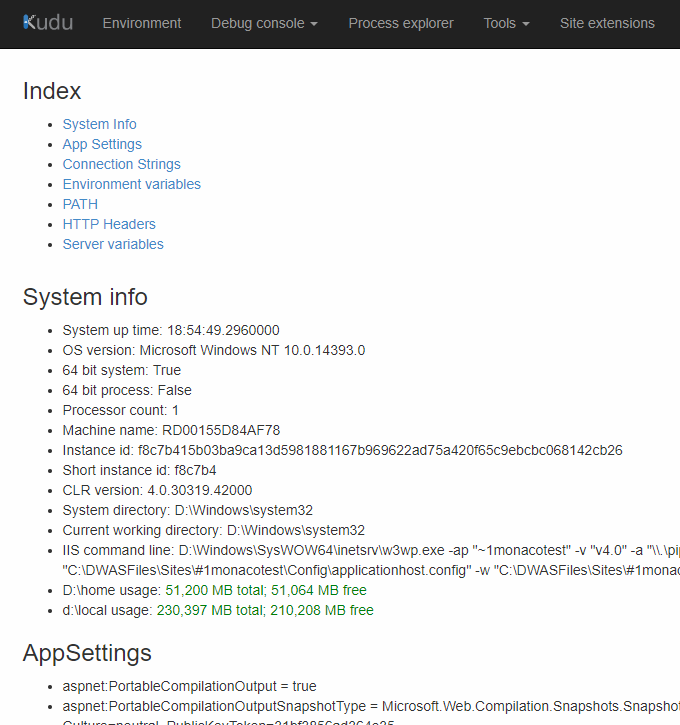 Kudu Environment Debug console Process explorer Tools Site extensions
Index
System Info
App Settings
Connection Strings
Environment variables
PATH
HTTP Headers
Server variables
System info
System up time: 18:54:49.2960000
OS version: Microsoft Windows NT 10.0.14393.0
64 bit system: True
64 bit process: False
Processor count: 1
Machine name: RD00155D84AF78
Instance id: f8c7b415b03ba9ca13d5981881167b969622ad75a420f65c9ebcbc068142cb26
Short instance id: f8c7b4
CLR version: 4.0.30319.42000
System directory: D:\Windows\system32
Current working directory: D:\Windows\system32
IIS command line: D:\Windows\SysWOW64\inetsrv\w3wp.exe -ap "~1monacotest" -v "v4.0" -a "\\.\pip
"C:\DWASFiles\Sites\#1monacotest\Config\applicationhost.config" -w "C:\DWASFiles\Sites\#1monac
D:\home usage: 51,200 MB total; 51,064 MB free
d:\local usage: 230,397 MB total; 210,208 MB free
AppSettings
aspnet:PortableCompilationOutput = true
aspnet:PortableCompilationOutputSnapshotType = Microsoft.Web.Compilation.Snapshots.Snapshot